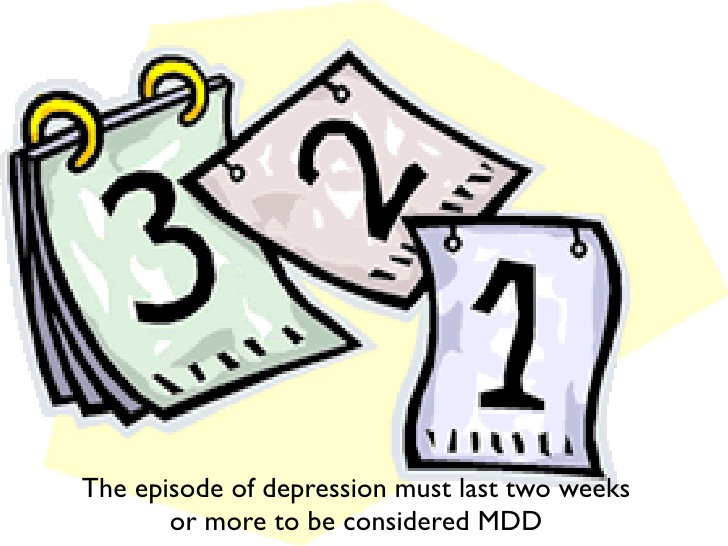 3
2
1
The episode of depression must last two weeks
or more to be considered MDD